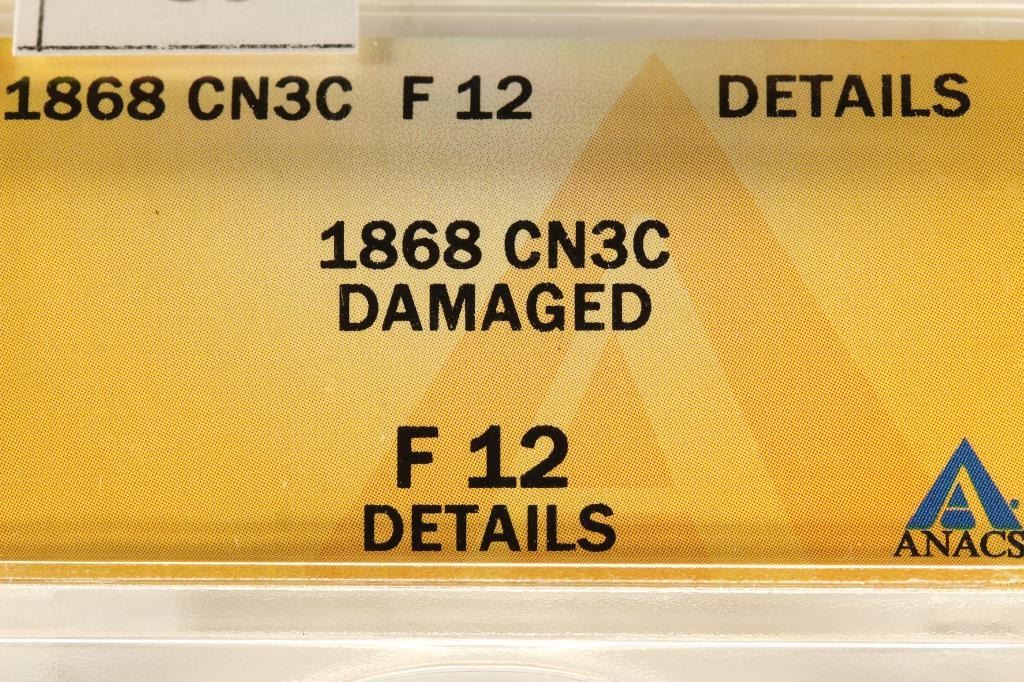 1868 CN3C F 12 DETAILS
1868 CN3C
DAMAGED
F 12
DETAILS
ANACS